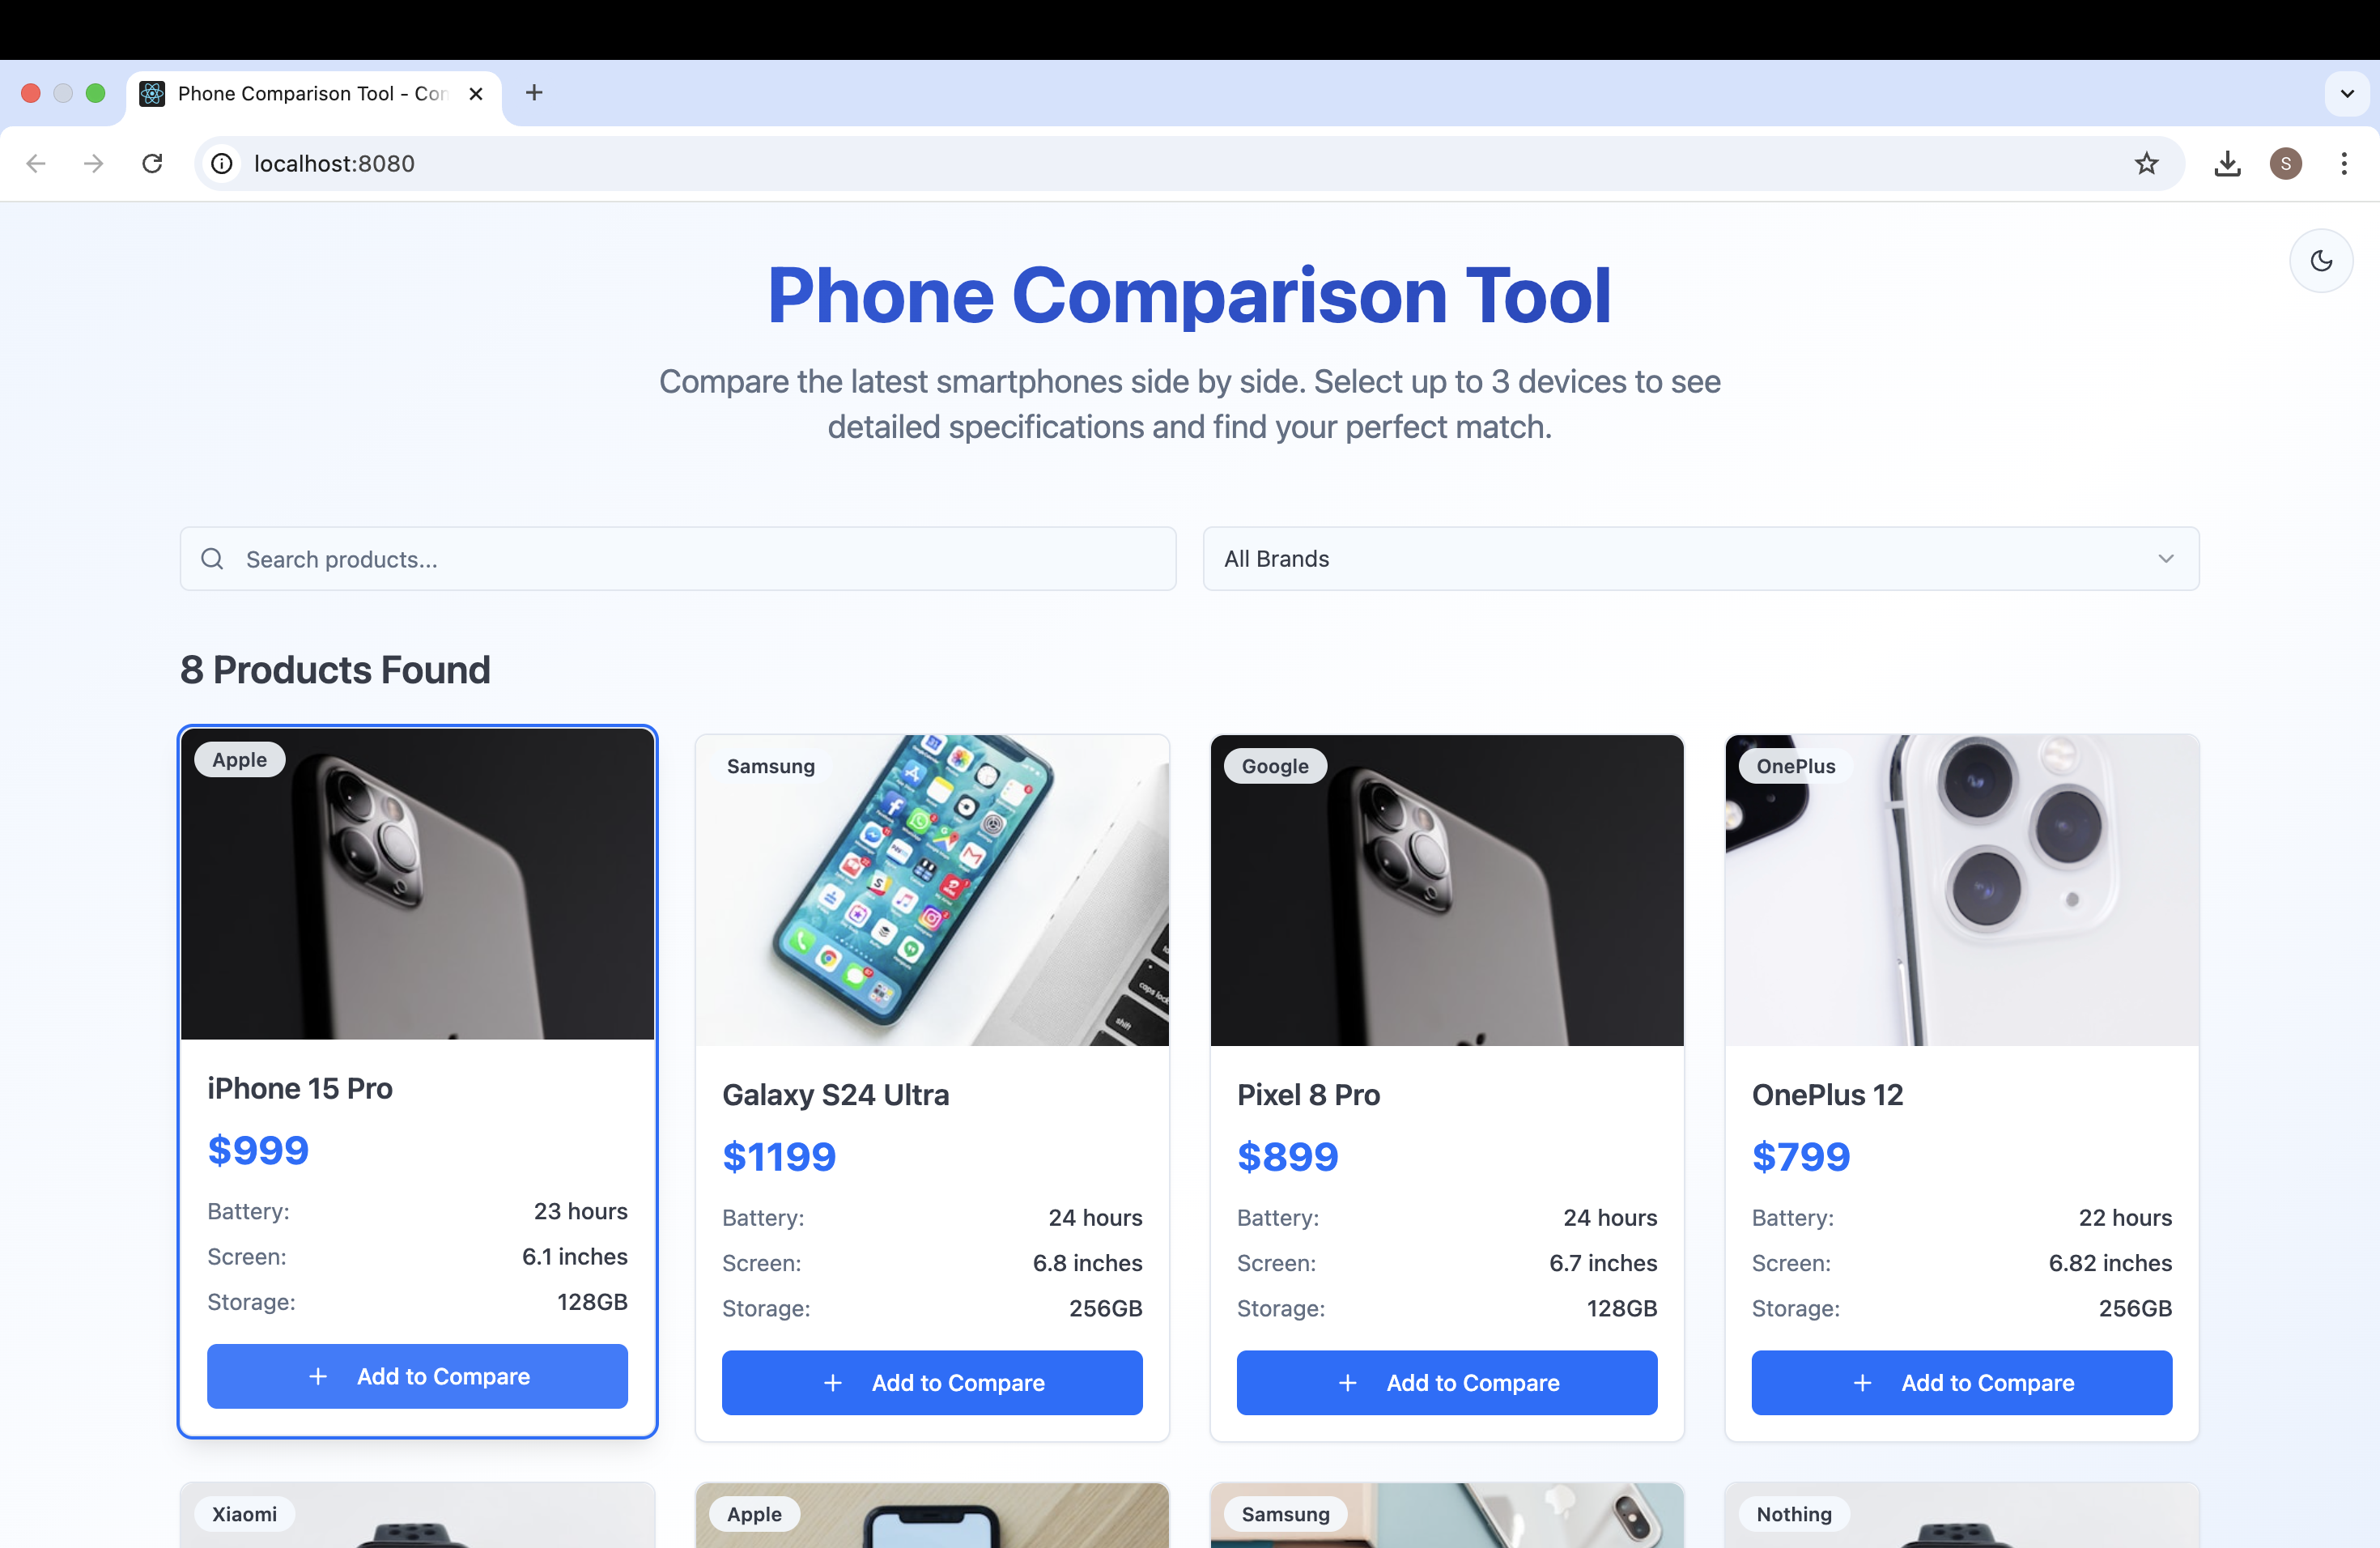 Phone Comparison Tool - Con
localhost:8080
S
Phone Comparison Tool
Compare the latest smartphones side by side. Select up to 3 devices to see
detailed specifications and find your perfect match.
Search products...
All Brands
8 Products Found
Apple
iPhone 15 Pro
$999
Battery: 23 hours
Screen: 6.1 inches
Storage: 128GB
Add to Compare
Samsung
caps lock
shift
Galaxy S24 Ultra
$1199
Battery: 24 hours
Screen: 6.8 inches
Storage: 256GB
Add to Compare
Google
Pixel 8 Pro
$899
Battery: 24 hours
Screen: 6.7 inches
Storage: 128GB
Add to Compare
OnePlus
OnePlus 12
$799
Battery: 22 hours
Screen: 6.82 inches
Storage: 256GB
Add to Compare
Xiaomi
Apple
Samsung
Nothing